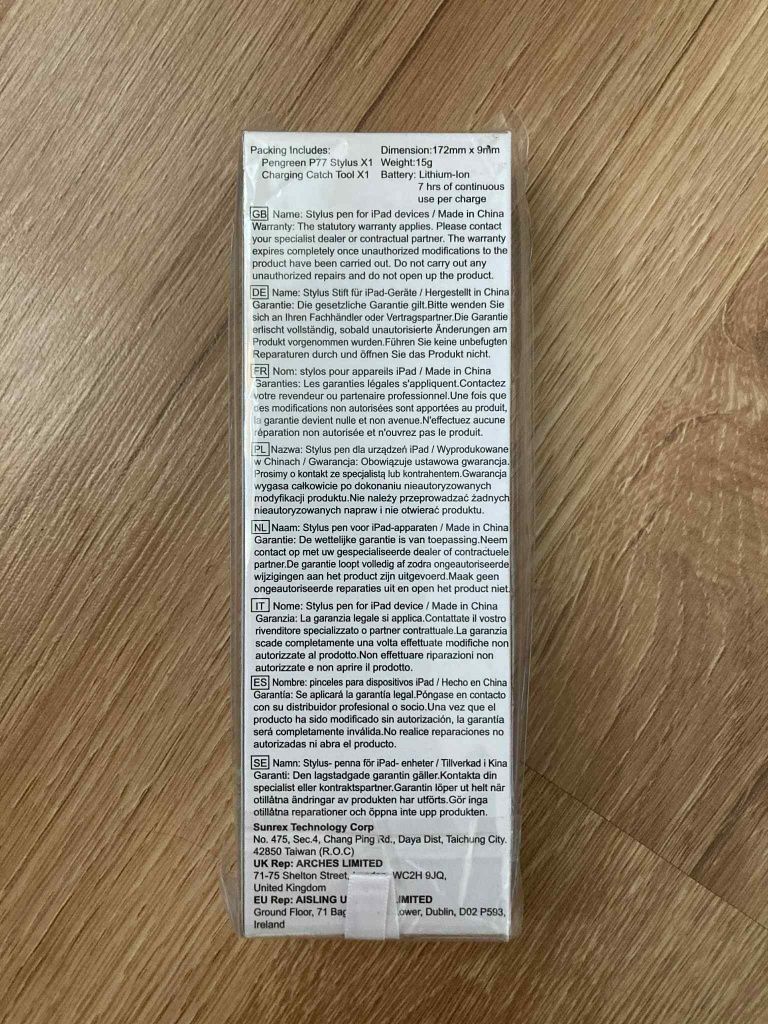 Packing Includes:
Pengreen P77 Stylus X1
Charging Catch Tool X1
Dimension:172mm x 9mm
Weight:15g
Battery: Lithium-Ion
7 hrs of continuous
use per charge
GB Name: Stylus pen for iPad devices / Made in China
Warranty: The statutory warranty applies. Please contact
your specialist dealer or contractual partner. The warranty
expires completely once unauthorized modifications to the
product have been carried out. Do not carry out any
unauthorized repairs and do not open up the product.
DE Name: Stylus Stift für iPad-Geräte / Hergestellt in China
Garantie: Die gesetzliche Garantie gilt.Bitte wenden Sie
sich an Ihren Fachhändler oder Vertragspartner.Die Garantie
erlischt vollständig, sobald unautorisierte Änderungen am
Produkt vorgenommen wurden.Führen Sie keine unbefugten
Reparaturen durch und öffnen Sie das Produkt nicht.
FR Nom: stylos pour appareils iPad / Made in China
Garanties: Les garanties légales s'appliquent.Contactez
votre revendeur ou partenaire professionnel.Une fois que
des modifications non autorisées sont apportées au produit,
la garantie devient nulle et non avenue.N'effectuez aucune
réparation non autorisée et n'ouvrez pas le produit.
PL Nazwa: Stylus pen dla urządzeń iPad / Wyprodukowane
w Chinach / Gwarancja: Obowiązuje ustawowa gwarancja.
Prosimy o kontakt ze specjalistą lub kontrahentem.Gwarancja
wygasa całkowicie po dokonaniu nieautoryzowanych
modyfikacji produktu.Nie należy przeprowadzać żadnych
nieautoryzowanych napraw i nie otwierać produktu.
NL Naam: Stylus pen voor iPad-apparaten / Made in China
Garantie: De wettelijke garantie is van toepassing.Neem
contact op met uw gespecialiseerde dealer of contractuele
partner.De garantie loopt volledig af zodra ongeautoriseerde
wijzigingen aan het product zijn uitgevoerd.Maak geen
ongeautoriseerde reparaties uit en open het product niet.
IT Nome: Stylus pen for iPad device / Made in China
Garanzia: La garanzia legale si applica.Contattate il vostro
rivenditore specializzato o partner contrattuale.La garanzia
scade completamente una volta effettuate modifiche non
autorizzate al prodotto.Non effettuare riparazioni non
autorizzate e non aprire il prodotto.
ES Nombre: pinceles para dispositivos iPad / Hecho en China
Garantía: Se aplicará la garantía legal.Póngase en contacto
con su distribuidor profesional o socio.Una vez que el
producto ha sido modificado sin autorización, la garantía
será completamente inválida.No realice reparaciones no
autorizadas ni abra el producto.
SE Namn: Stylus- penna för iPad- enheter / Tillverkad i Kina
Garanti: Den lagstadgade garantin gäller.Kontakta din
specialist eller kontraktspartner.Garantin löper ut helt när
otillåtna ändringar av produkten har utförts.Gör inga
otillåtna reparationer och öppna inte upp produkten.
Sunrex Technology Corp
No. 475, Sec.4, Chang Ping Rd., Daya Dist, Taichung City.
42850 Taiwan (R.O.C)
UK Rep: ARCHES LIMITED
71-75 Shelton Street, WC2H 9JQ,
United Kingdom
EU Rep: AISLING
Ground Floor, 71 Lower, Dublin, D02 P593,
Ireland